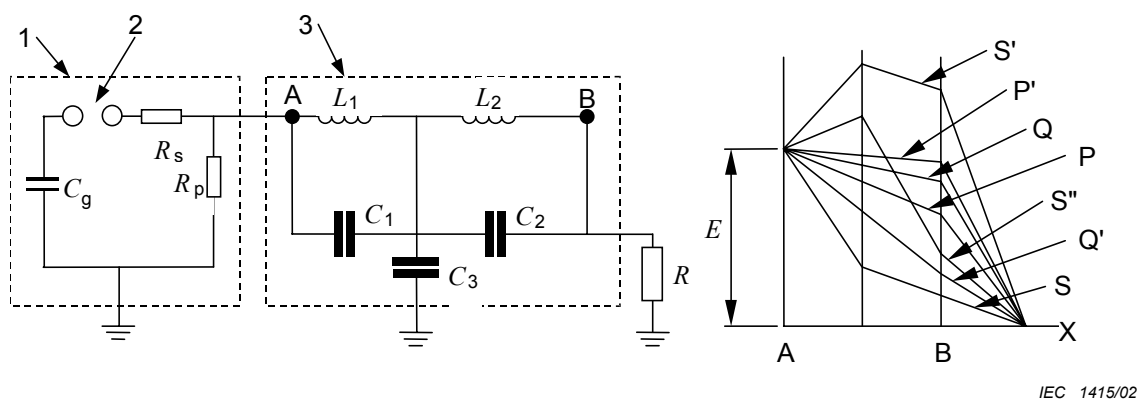 1
2
3
A
L1
L2
B
Rs
Rp
Cg
C1
C2
C3
R
S'
P'
Q
P
S"
Q'
S
E
X
A
B
IEC 1415/02